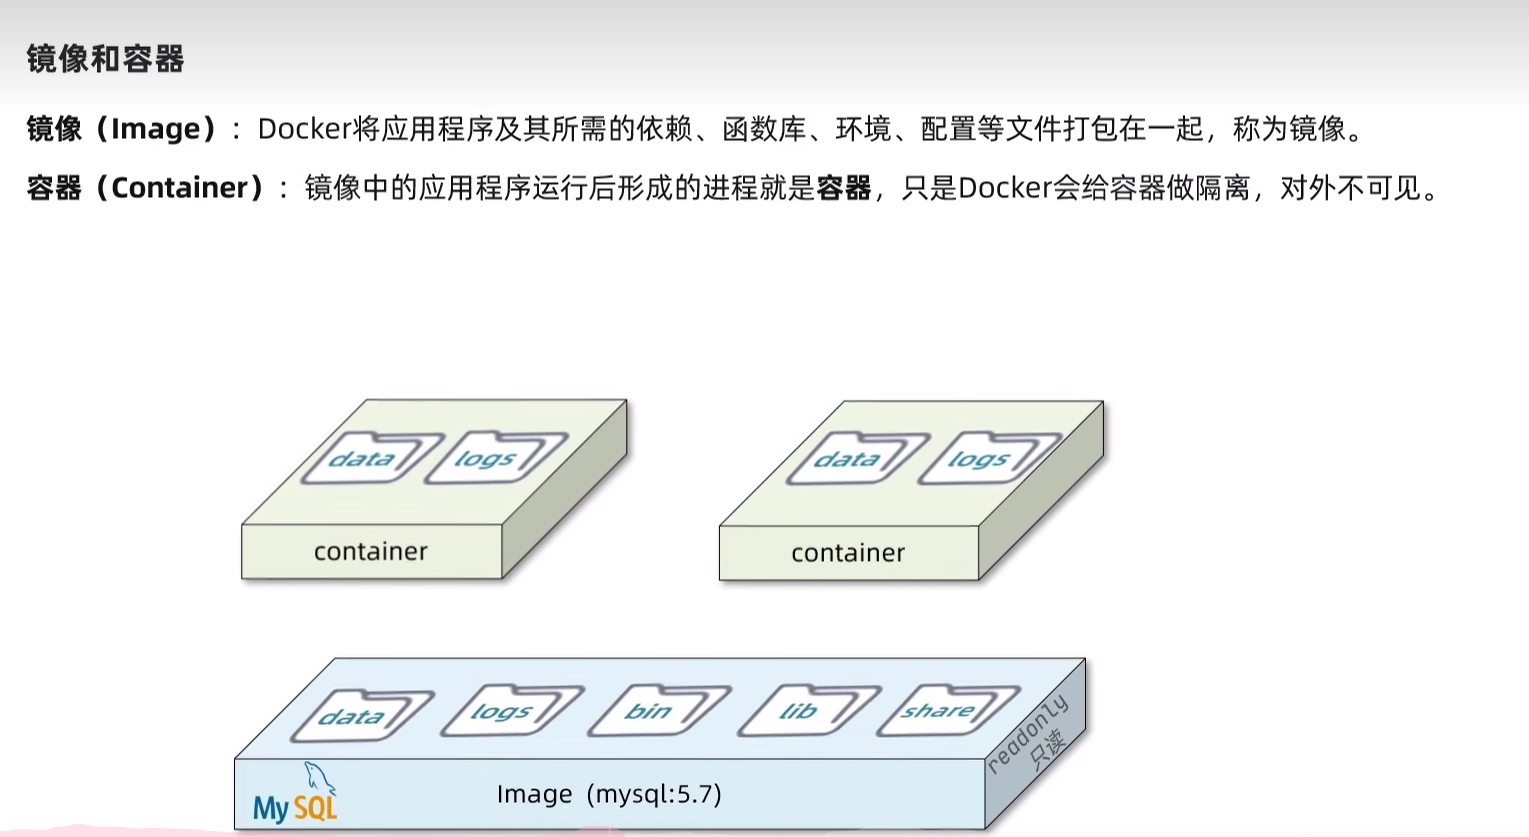 镜像和容器
镜像（Image）：Docker将应用程序及其所需的依赖、函数库、环境、配置等文件打包在一起，称为镜像。
容器（Container）：镜像中的应用程序运行后形成的进程就是容器，只是Docker会给容器做隔离，对外不可见。
data logs
container
data logs
container
data logs bin lib share
readonly
只读
MySQL
Image (mysql:5.7)